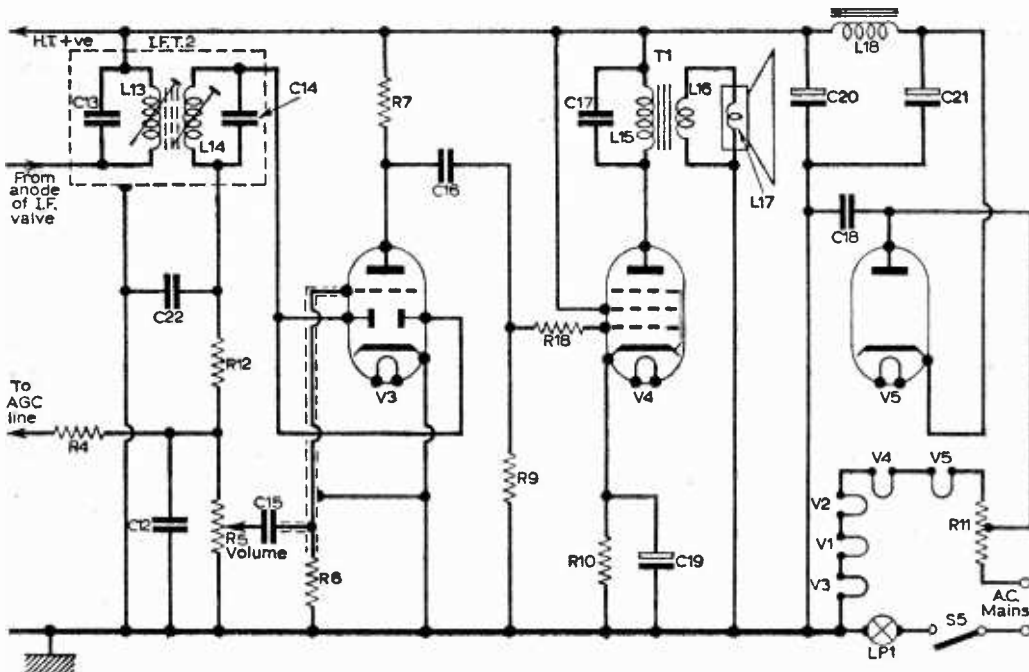 H.T. +ve
I.F.T.2
L13
C13
L14
C14
From
anode
of I.F.
valve
R7
C16
T1
C17
L15
L16
L17
L18
C20
C21
C18
C22
R12
V3
R18
V4
V5
To
AGC
line
R4
R9
C12
R5
Volume
C15
R6
R10
C19
V4
V5
V2
V1
V3
R11
A.C.
Mains
S5
LP1